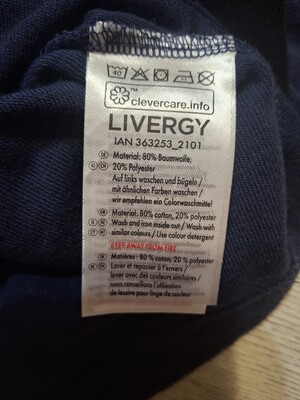 40
clevercare.info
LIVERGY
IAN 363253_2101
Material: 80% Baumwolle,
20% Polyester
Auf links waschen und bügeln /
mit ähnlichen Farben waschen /
wir empfehlen ein Colorwaschmittel
Material: 80% cotton, 20% polyester
Wash and iron inside out / Wash with
similar colours / Use colour detergent
KEEP AWAY FROM FIRE
Matières: 80% coton; 20% polyester
Laver et repasser à l'envers /
laver avec des couleurs similaires /
nous conseillons l'utilisation
de lessive pour linge de couleur